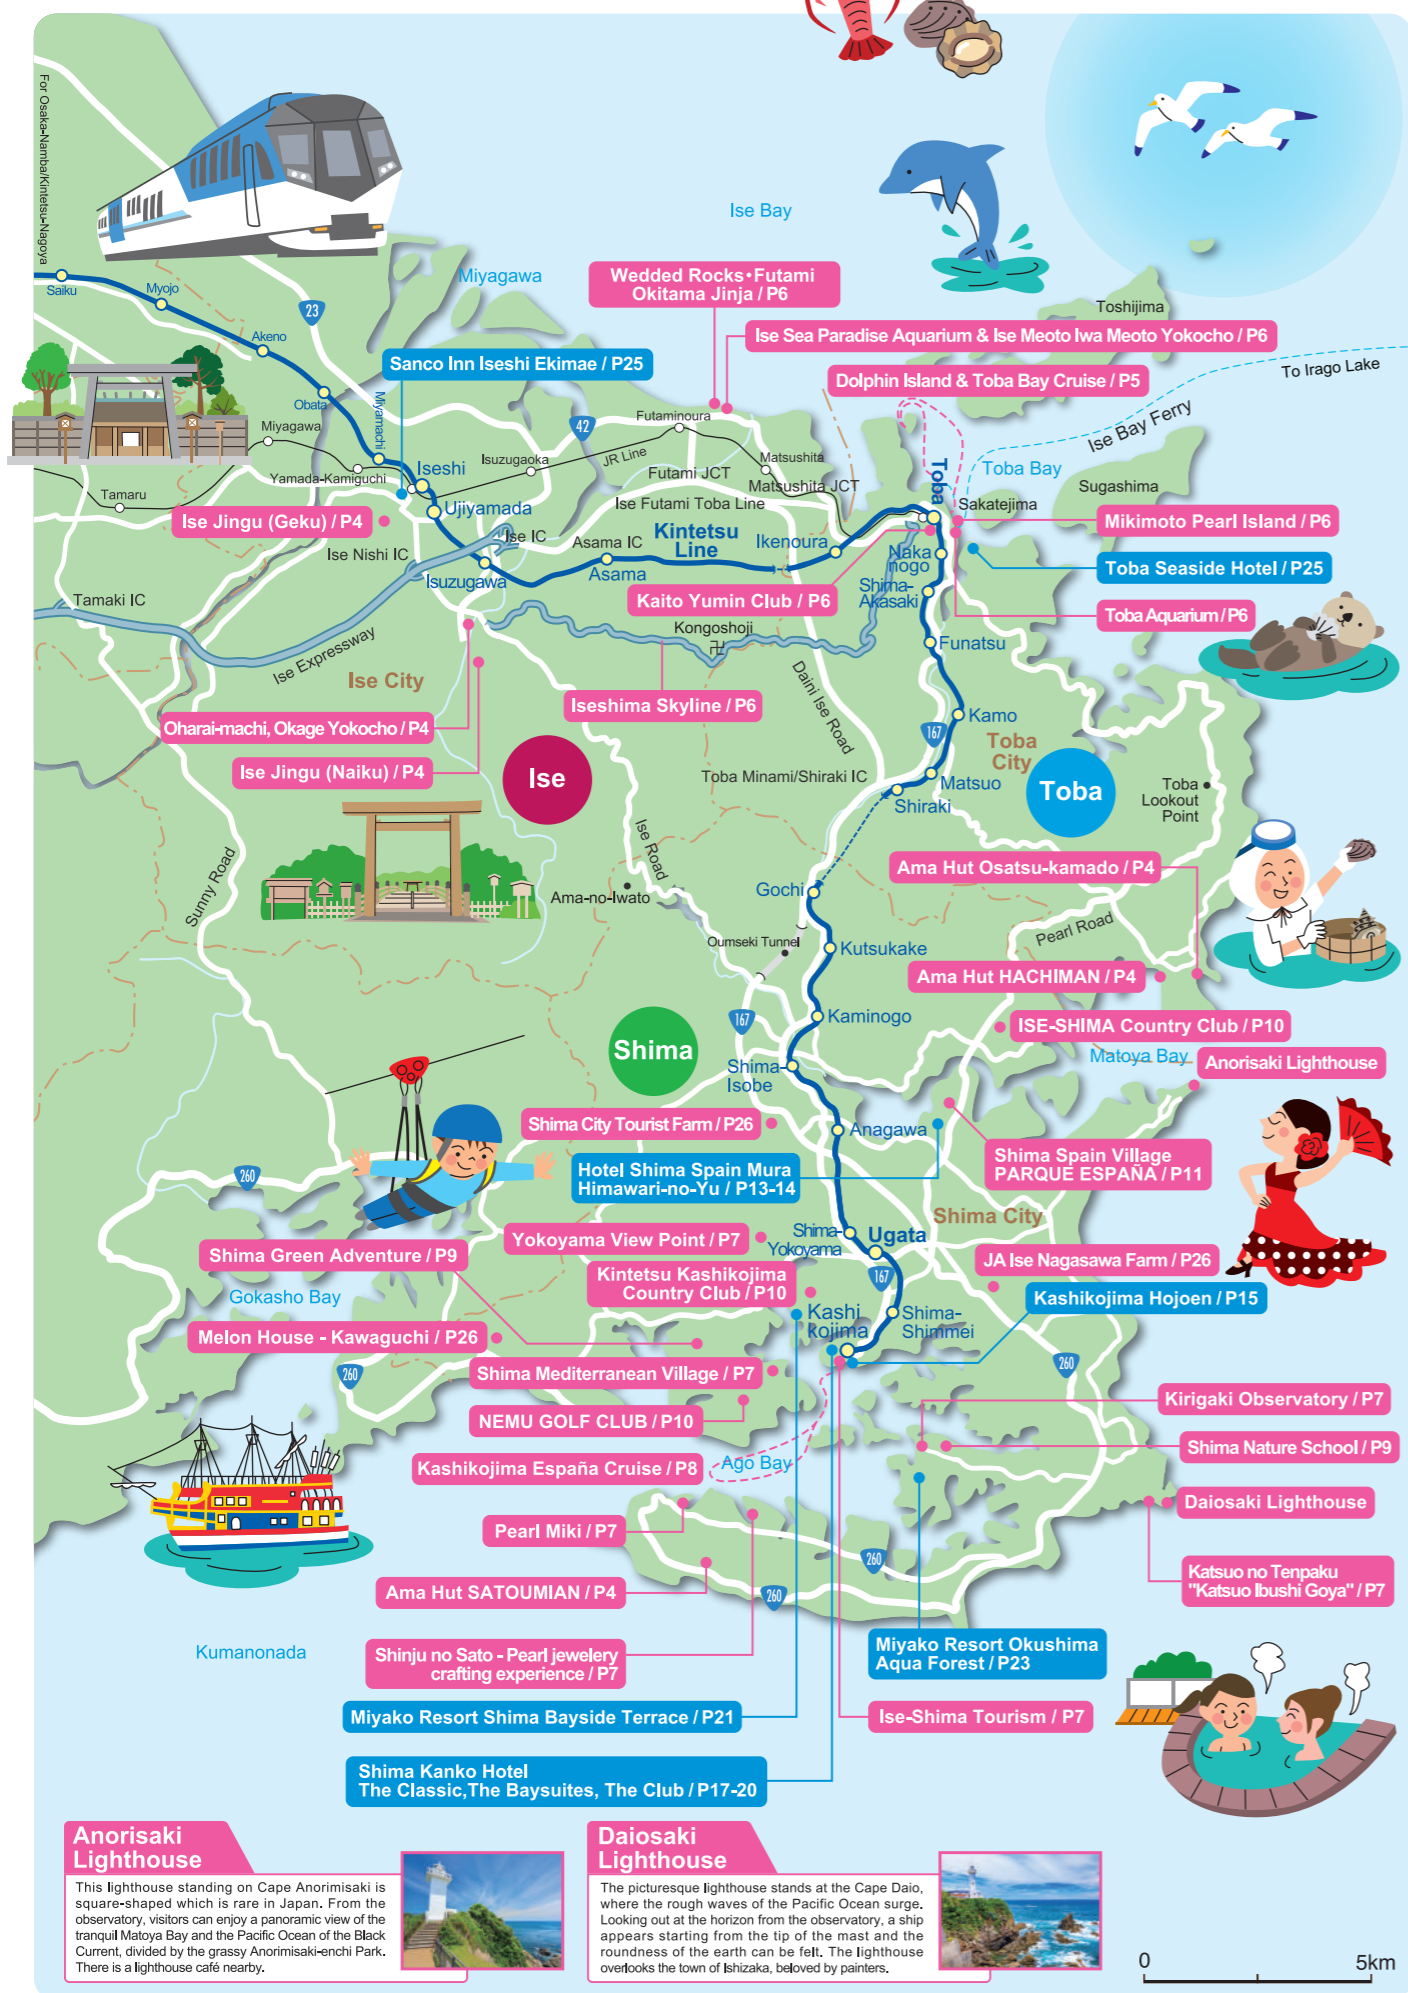 For Osaka-Namba/Kintetsu-Nagoya
Ise Bay
Miyagawa
Saiku
Myojo
Akeno
23
Wedded Rocks•Futami
Okitama Jinja / P6
Toshijima
Ise Sea Paradise Aquarium & Ise Meoto Iwa Meoto Yokocho / P6
Sanco Inn Iseshi Ekimae / P25
Dolphin Island & Toba Bay Cruise / P5
To Irago Lake
Ise Bay Ferry
Obata
Miyamachi
Miyagawa
42
Futaminoura
Yamada-Kamiguchi
Iseshi
Isuzugaoka
JR Line
Matsushita
Futami JCT
Matsushita JCT
Toba
Toba Bay
Tamaru
Ujiyamada
Ise Futami Toba Line
Sakatejima
Sugashima
Ise Jingu (Geku) / P4
Mikimoto Pearl Island / P6
Ise Nishi IC
Ise IC
Asama IC
Kintetsu
Line
Ikenoura
Naka
nogo
Isuzugawa
Asama
Toba Seaside Hotel / P25
Tamaki IC
Kaito Yumin Club / P6
Shima-
Akasaki
Toba Aquarium / P6
Ise Expressway
Kongoshoji
卍
Funatsu
Ise City
Iseshima Skyline / P6
Daini Ise Road
Oharai-machi, Okage Yokocho / P4
Kamo
167
Toba
City
Ise Jingu (Naiku) / P4
Ise
Toba Minami/Shiraki IC
Matsuo
Shiraki
Toba
Toba
Lookout
Point
Ise Road
Sunny Road
Ama-no-Iwato
Gochi
Ama Hut Osatsu-kamado / P4
Pearl Road
Oumseki Tunnel
Kutsukake
Ama Hut HACHIMAN / P4
167
Kaminogo
ISE-SHIMA Country Club / P10
Shima
Matoya Bay
Anorisaki Lighthouse
Shima-
Isobe
Shima City Tourist Farm / P26
Anagawa
Hotel Shima Spain Mura
Himawari-no-Yu / P13-14
Shima Spain Village
PARQUE ESPAÑA / P11
260
Shima City
Yokoyama View Point / P7
Shima-
Yokoyama
Ugata
Shima Green Adventure / P9
JA Ise Nagasawa Farm / P26
Kintetsu Kashikojima
Country Club / P10
167
Gokasho Bay
Kashikojima Hojoen / P15
Kashi
kojima
Shima-
Shimmei
Melon House - Kawaguchi / P26
260
260
Shima Mediterranean Village / P7
Kirigaki Observatory / P7
NEMU GOLF CLUB / P10
Shima Nature School / P9
Kashikojima España Cruise / P8
Ago Bay
Daiosaki Lighthouse
Pearl Miki / P7
260
Katsuo no Tenpaku
"Katsuo Ibushi Goya" / P7
Ama Hut SATOUMIAN / P4
260
Kumanonada
Shinju no Sato - Pearl jewelery
crafting experience / P7
Miyako Resort Okushima
Aqua Forest / P23
Miyako Resort Shima Bayside Terrace / P21
Ise-Shima Tourism / P7
Shima Kanko Hotel
The Classic,The Baysuites, The Club / P17-20
Anorisaki
Lighthouse
This lighthouse standing on Cape Anorimisaki is
square-shaped which is rare in Japan. From the
observatory, visitors can enjoy a panoramic view of the
tranquil Matoya Bay and the Pacific Ocean of the Black
Current, divided by the grassy Anorimisaki-enchi Park.
There is a lighthouse café nearby.
Daiosaki
Lighthouse
The picturesque lighthouse stands at the Cape Daio,
where the rough waves of the Pacific Ocean surge.
Looking out at the horizon from the observatory, a ship
appears starting from the tip of the mast and the
roundness of the earth can be felt. The lighthouse
overlooks the town of Ishizaka, beloved by painters.
0
5km